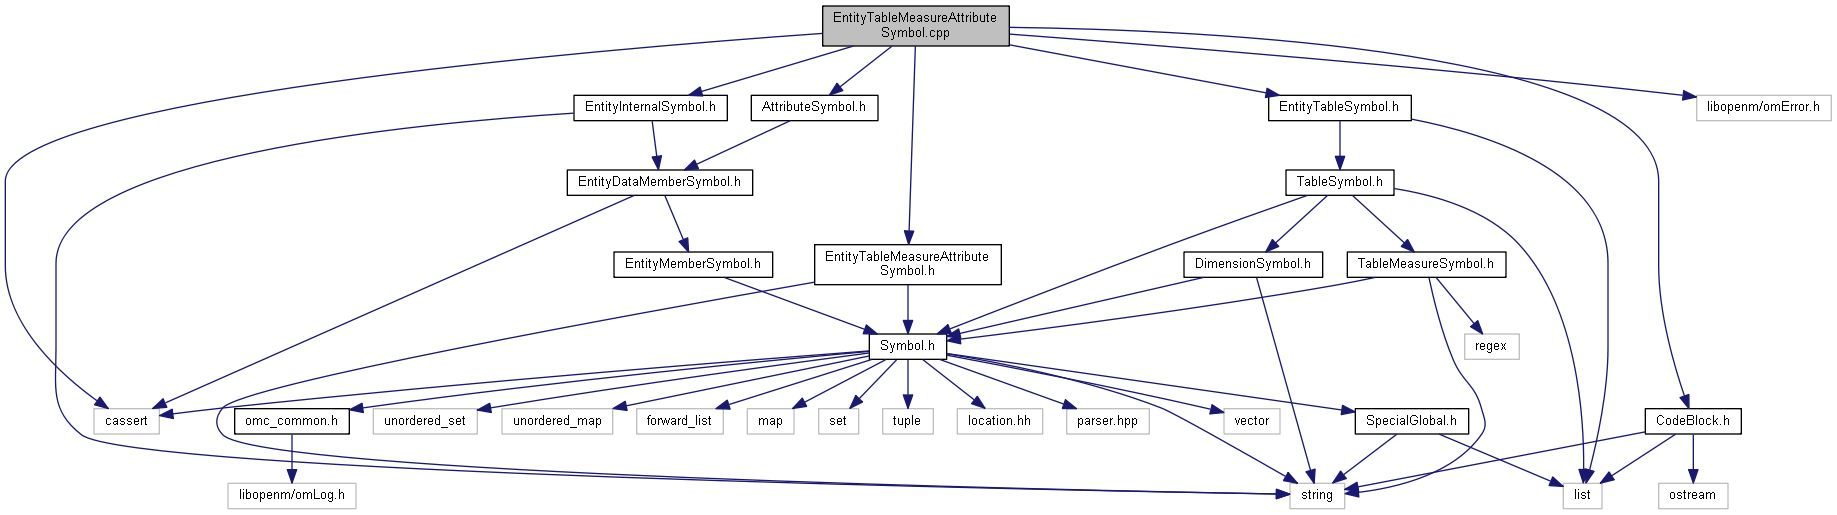 EntityTableMeasureAttribute
Symbol.cpp
EntityInternalSymbol.h
AttributeSymbol.h
EntityTableSymbol.h
libopenm/omError.h
EntityDataMemberSymbol.h
TableSymbol.h
EntityMemberSymbol.h
EntityTableMeasureAttribute
Symbol.h
DimensionSymbol.h
TableMeasureSymbol.h
Symbol.h
regex
cassert
omc_common.h
unordered_set
unordered_map
forward_list
map
set
tuple
location.hh
parser.hpp
vector
SpecialGlobal.h
CodeBlock.h
libopenm/omLog.h
string
list
ostream